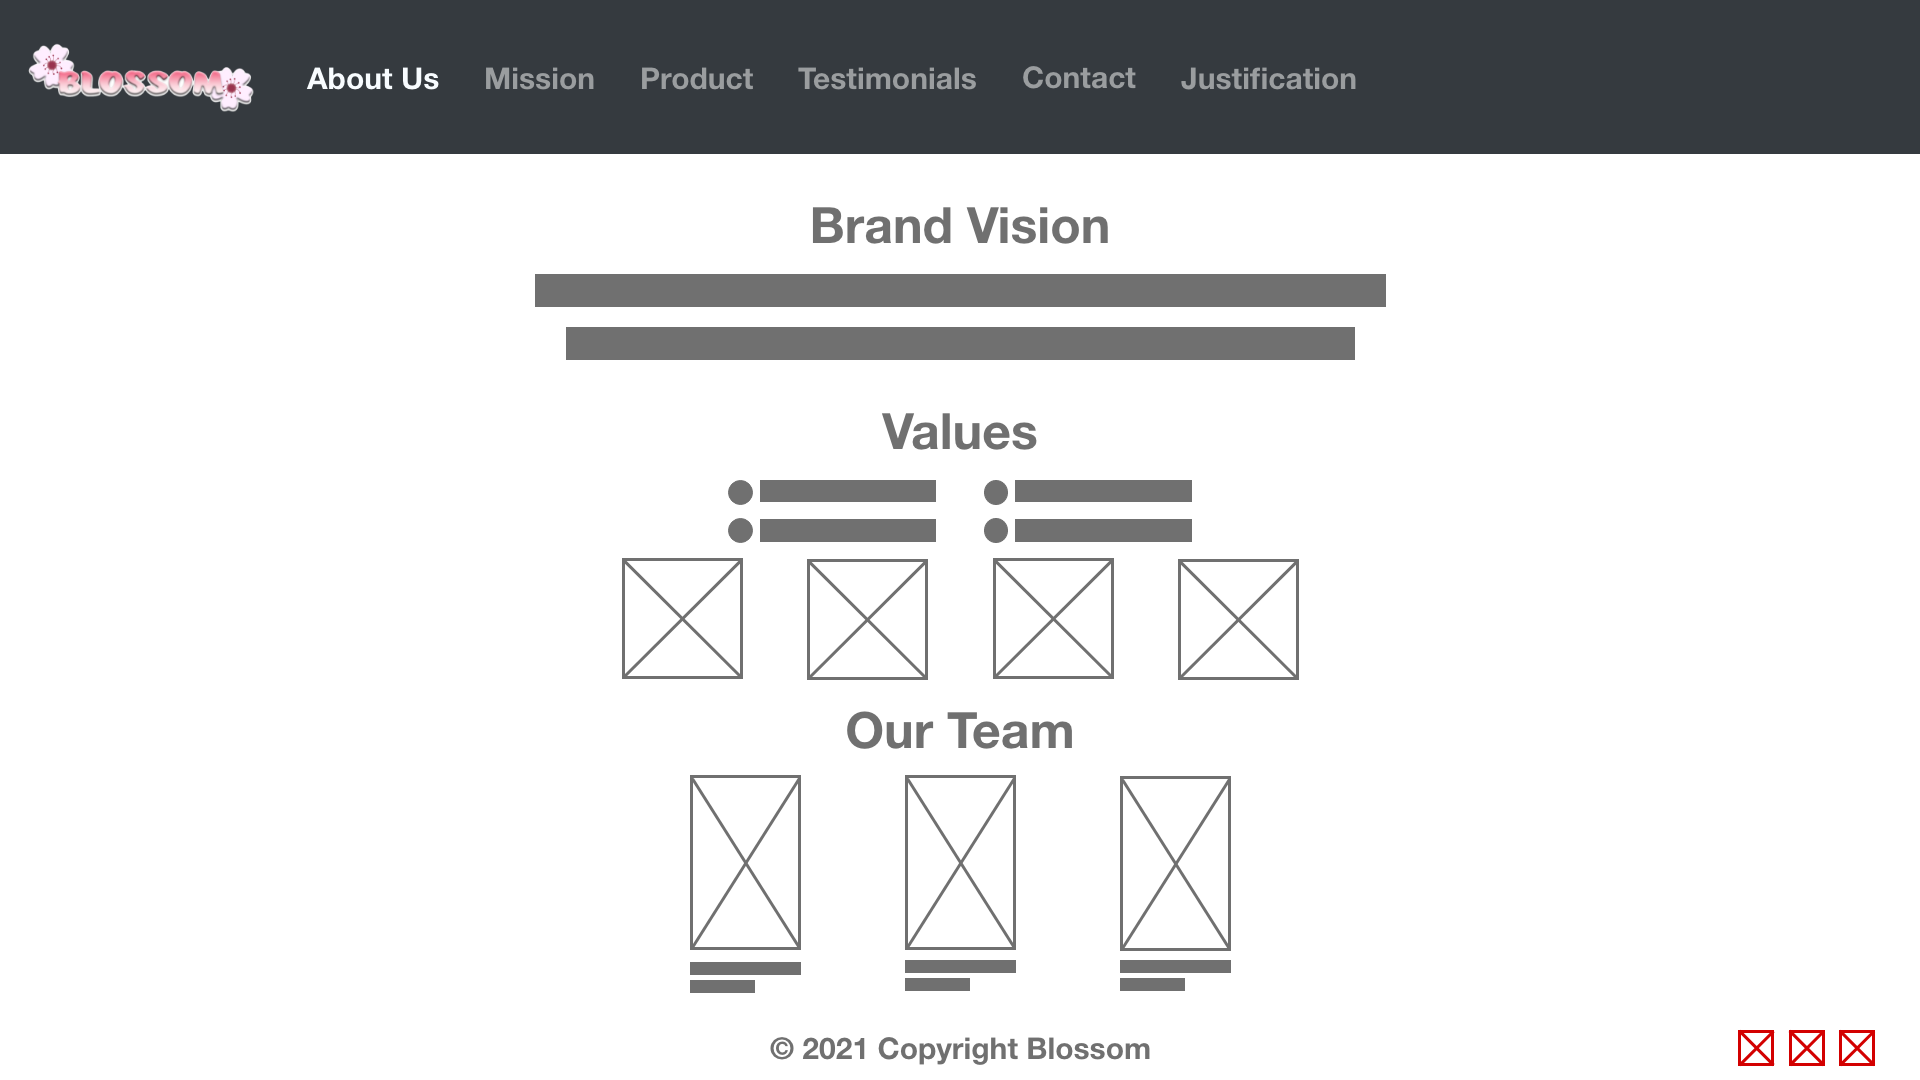 BLOSSOM
About Us
Mission
Product
Testimonials
Contact
Justification
Brand Vision
Values
Our Team
© 2021 Copyright Blossom